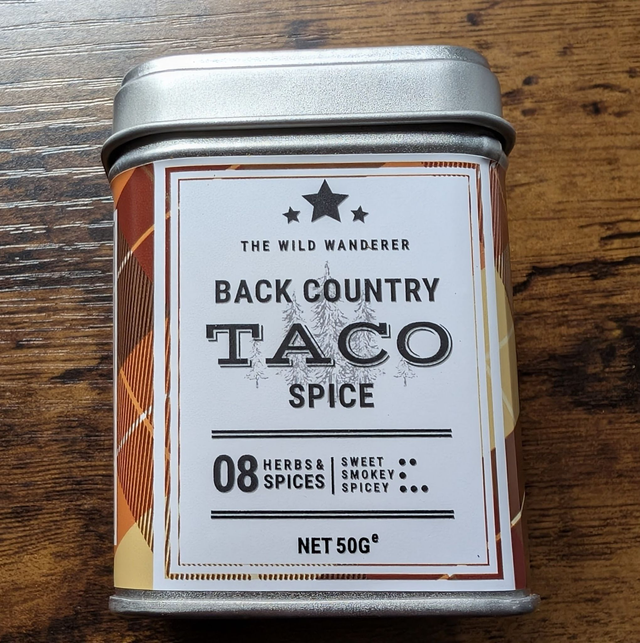 THE WILD WANDERER
BACK COUNTRY
TACO
SPICE
08 HERBS & SPICES
SWEET
SMOKEY
SPICEY
NET 50Ge